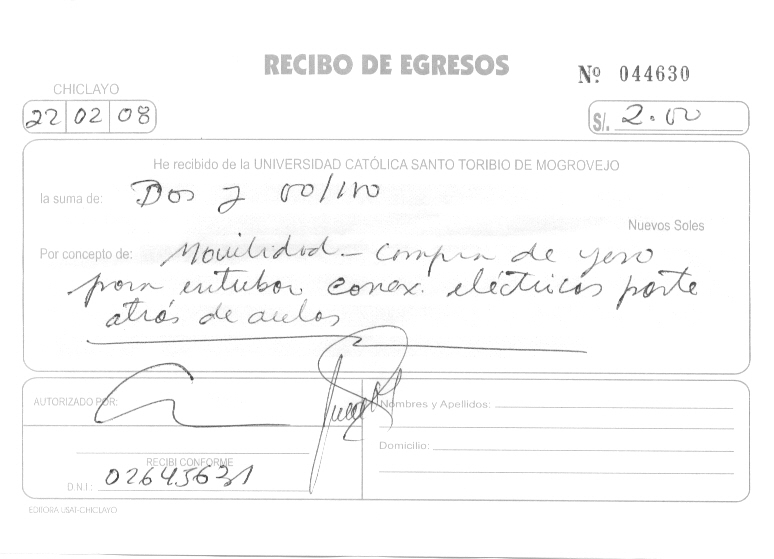 RECIBO DE EGRESOS
Nº 044630
CHICLAYO
22 02 08
S/. 2.00
He recibido de la UNIVERSIDAD CATÓLICA SANTO TORIBIO DE MOGROVEJO
la suma de: Dos y 00/100
Nuevos Soles
Por concepto de: Movilidad - compra de yeso
para entubar conex. eléctricas parte
atrás de aulas
AUTORIZADO POR:
Nombres y Apellidos:
Domicilio:
RECIBI CONFORME
D.N.I.: 02645631
EDITORA USAT-CHICLAYO